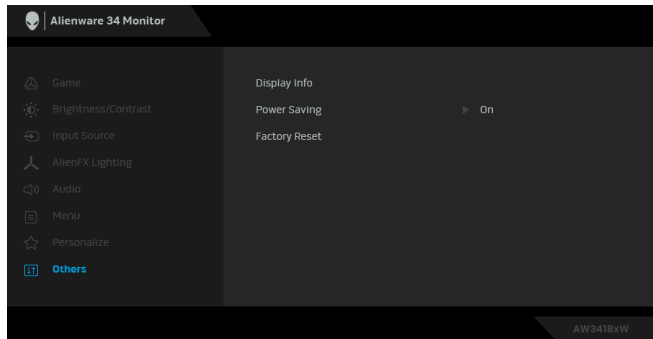 Alienware 34 Monitor
Game
Display Info
Brightness/Contrast
Power Saving On
Input Source
Factory Reset
AlienFX Lighting
Audio
Menu
Personalize
Others
AW3418xW